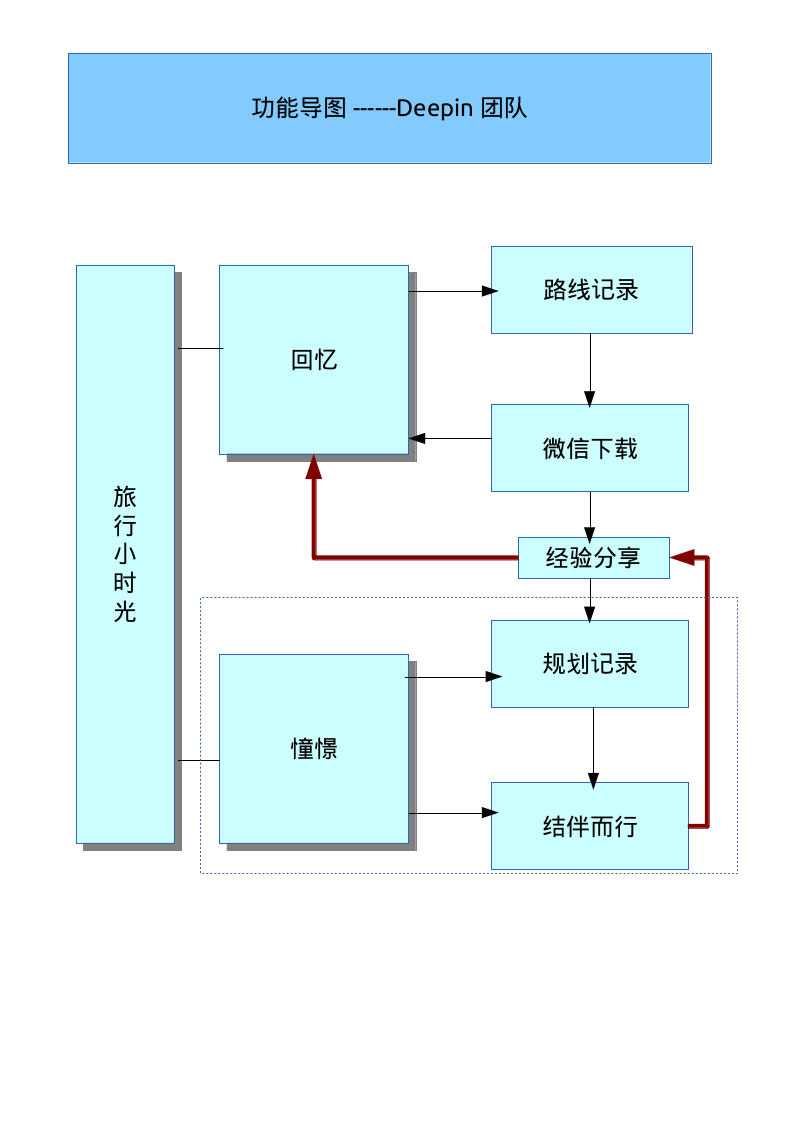 功能导图 ------Deepin 团队
旅
行
小
时
光
回忆
路线记录
微信下载
经验分享
憧憬
规划记录
结伴而行